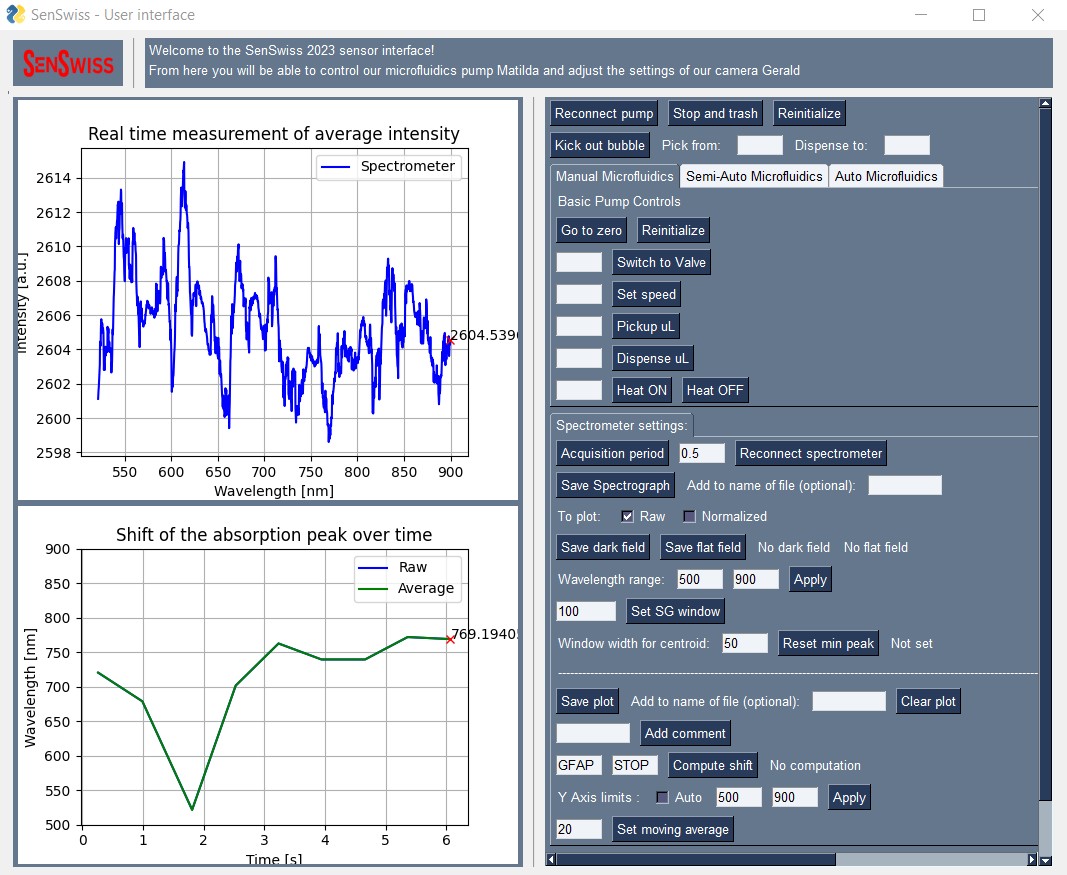 SenSwiss - User interface
SENSWISS
Welcome to the SenSwiss 2023 sensor interface!
From here you will be able to control our microfluidics pump Matilda and adjust the settings of our camera Gerald
Real time measurement of average intensity
Spectrometer
2614
2612
2610
2608
2606
2604
2602
2600
2598
Intensity [a.u.]
2604.539
550 600 650 700 750 800 850 900
Wavelength [nm]
Shift of the absorption peak over time
Raw
Average
900
850
800
750
700
650
600
550
500
Wavelength [nm]
769.1940
0 1 2 3 4 5 6
Time [s]
Reconnect pump Stop and trash Reinitialize
Kick out bubble Pick from: Dispense to:
Manual Microfluidics Semi-Auto Microfluidics Auto Microfluidics
Basic Pump Controls
Go to zero Reinitialize
Switch to Valve
Set speed
Pickup uL
Dispense uL
Heat ON Heat OFF
Spectrometer settings:
Acquisition period 0.5 Reconnect spectrometer
Save Spectrograph Add to name of file (optional):
To plot: Raw Normalized
Save dark field Save flat field No dark field No flat field
Wavelength range: 500 900 Apply
100 Set SG window
Window width for centroid: 50 Reset min peak Not set
Save plot Add to name of file (optional): Clear plot
Add comment
GFAP STOP Compute shift No computation
Y Axis limits : Auto 500 900 Apply
20 Set moving average